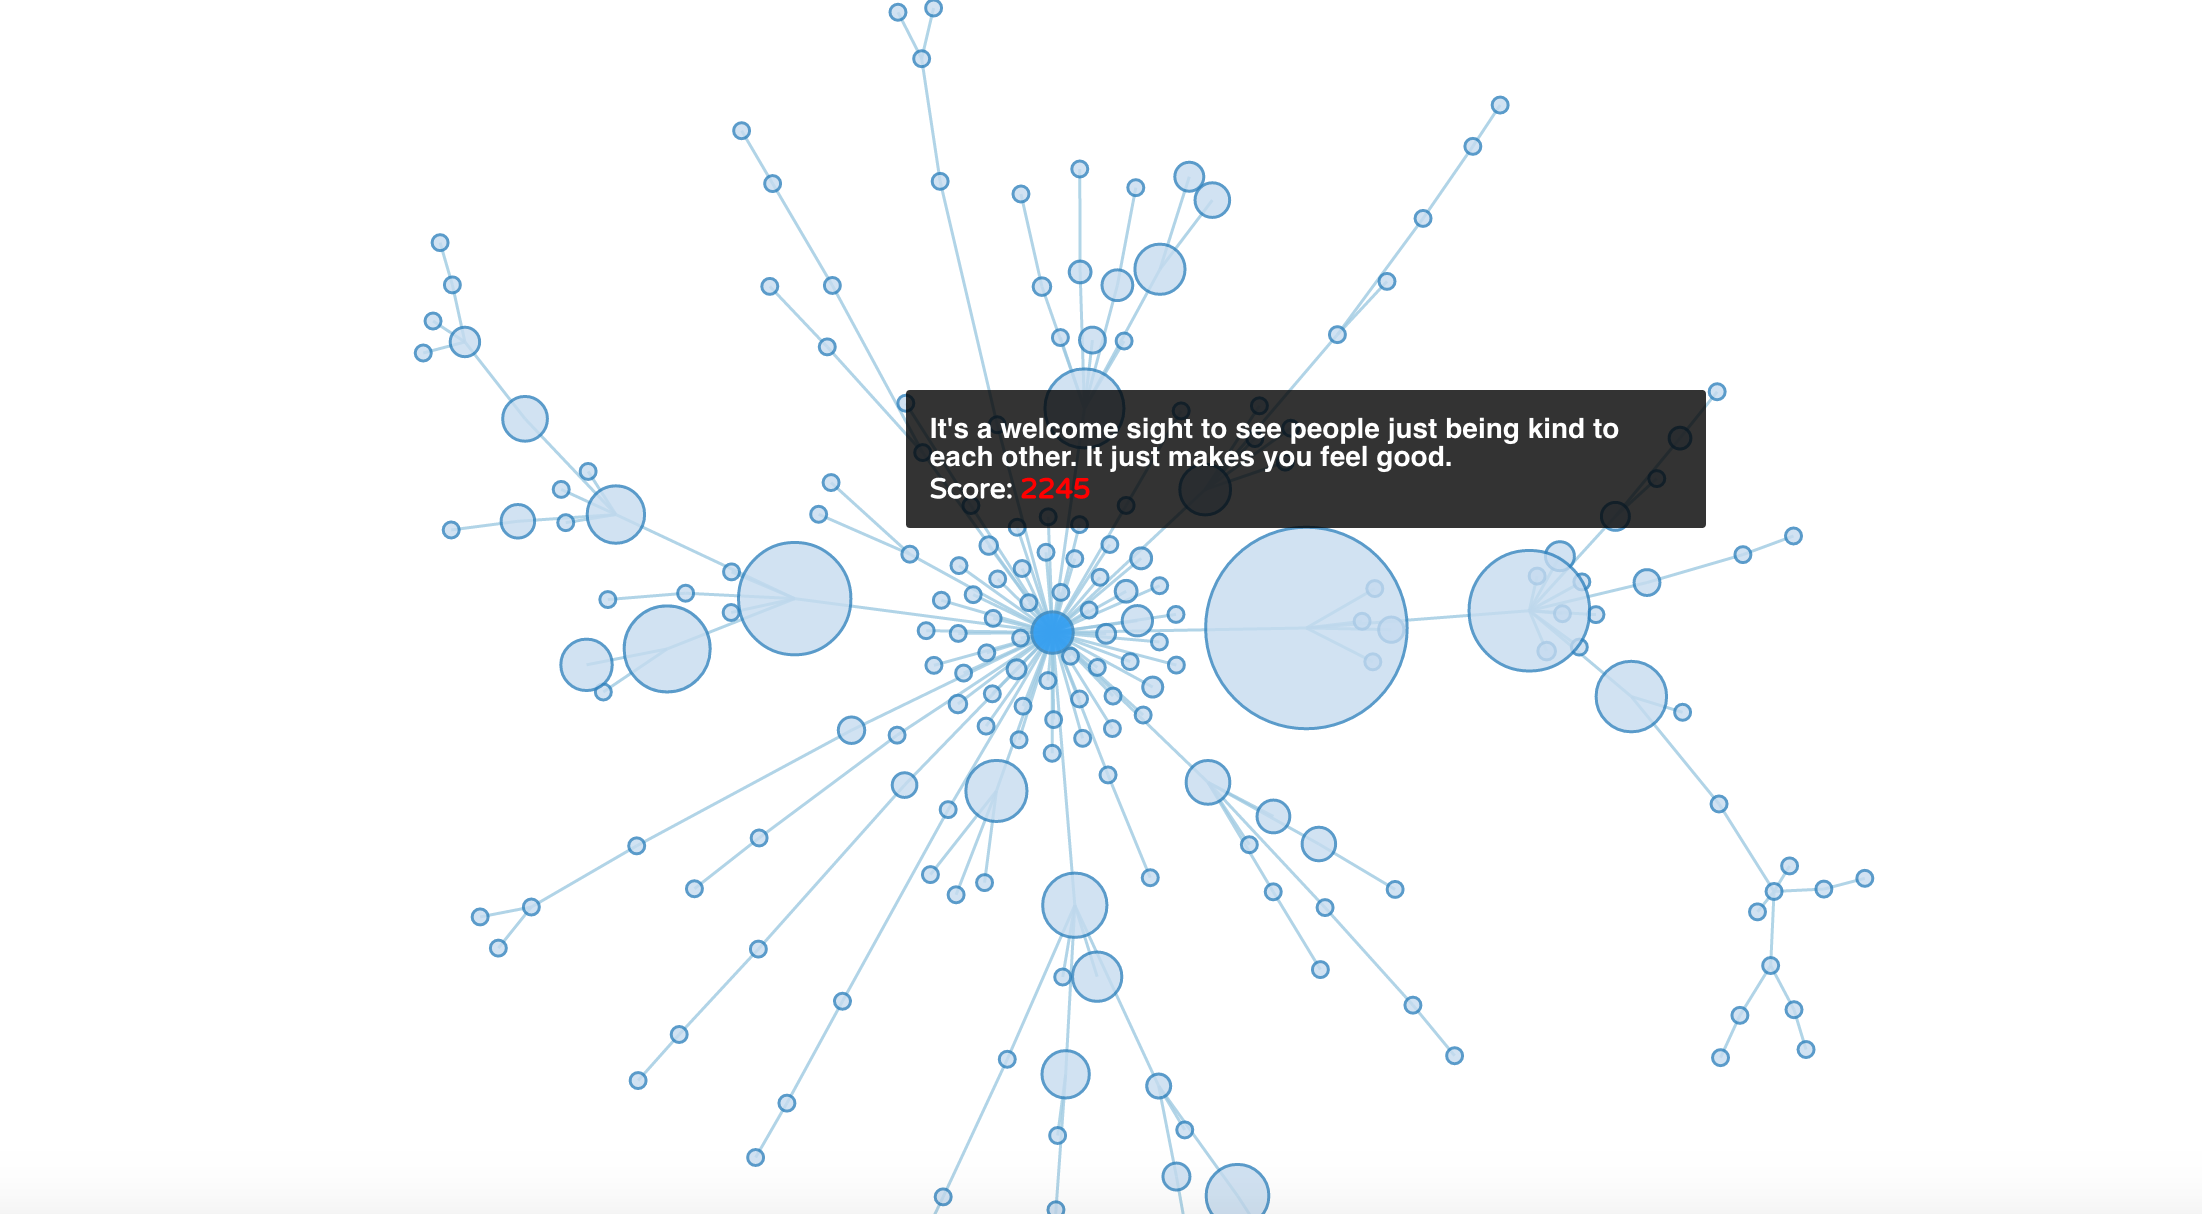 It's a welcome sight to see people just being kind to
each other. It just makes you feel good.
Score: 2245